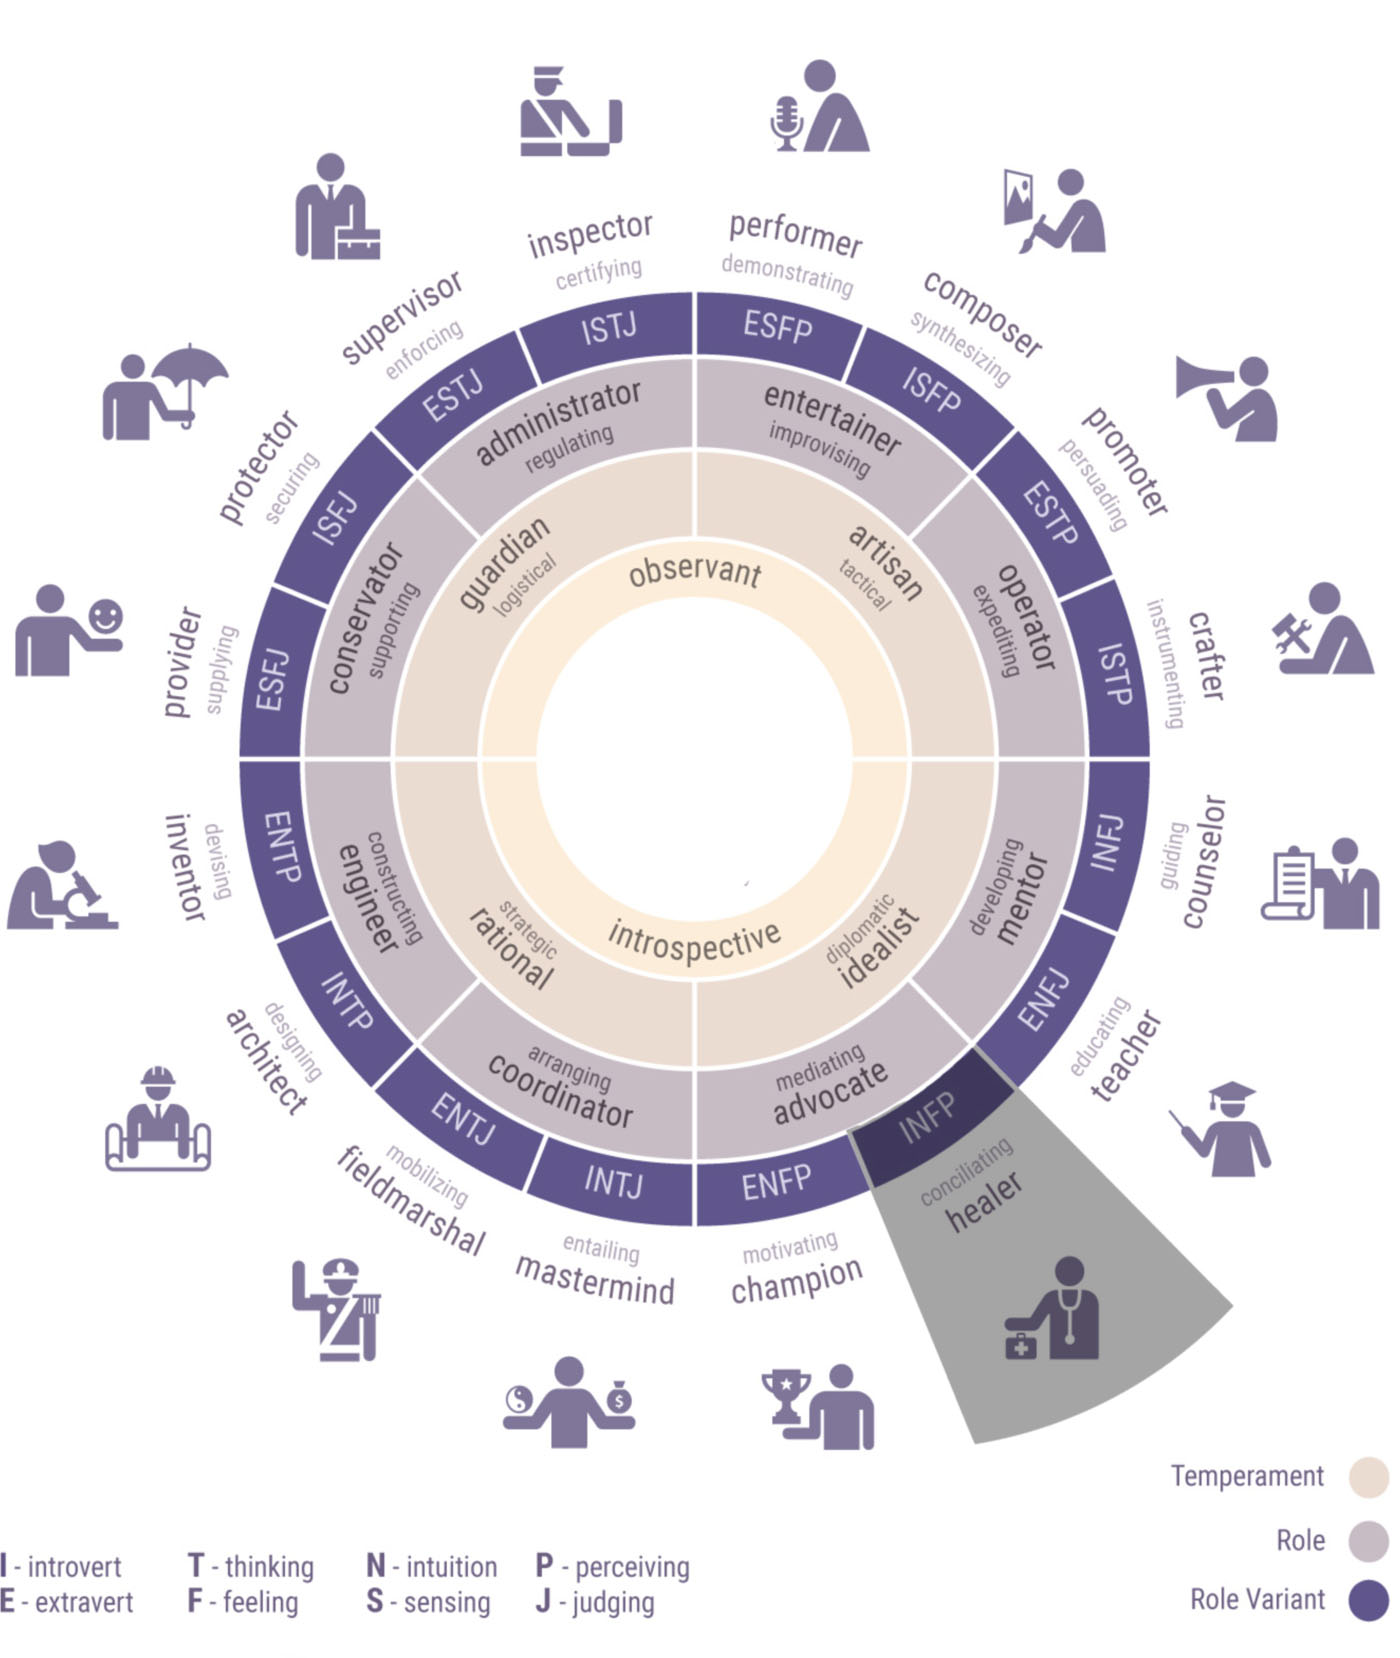 inspector
certifying
performer
demonstrating
supervisor
enforcing
composer
synthesizing
protector
securing
promoter
persuading
provider
supplying
crafter
instrumenting
inventor
devising
counselor
guiding
architect
designing
teacher
educating
fieldmarshal
mobilizing
healer
conciliating
mastermind
entailing
champion
motivating
ISTJ
ESFP
ESTJ
ISFP
ISFJ
ESTP
ESFJ
ISTP
ENTP
INFJ
INTP
ENFJ
ENTJ
INFP
INTJ
ENFP
administrator
regulating
entertainer
improvising
conservator
supporting
operator
expediting
engineer
constructing
mentor
developing
coordinator
arranging
advocate
mediating
guardian
logistical
artisan
tactical
rational
strategic
idealist
diplomatic
observant
introspective
$
Temperament
Role
Role Variant
I - introvert T - thinking N - intuition P - perceiving
E - extravert F - feeling S - sensing J - judging